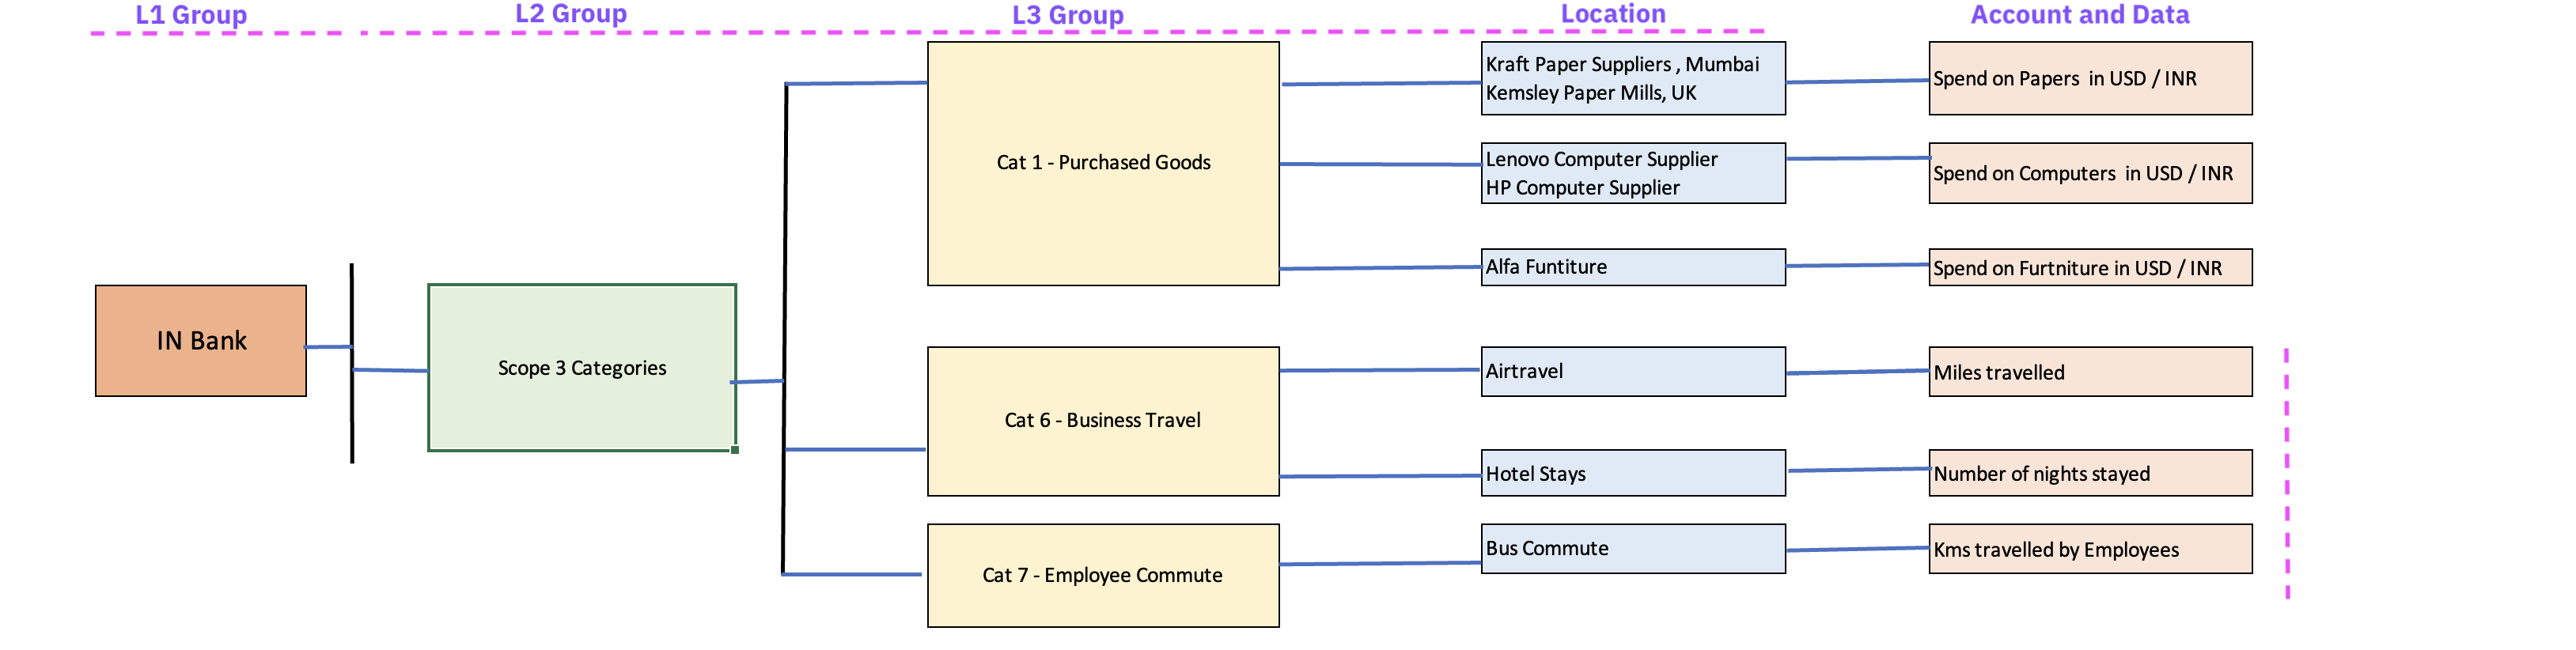 L1 Group
L2 Group
L3 Group
Location
Account and Data
IN Bank
Scope 3 Categories
Cat 1 - Purchased Goods
Kraft Paper Suppliers , Mumbai
Kemsley Paper Mills, UK
Spend on Papers  in USD / INR
Lenovo Computer Supplier
HP Computer Supplier
Spend on Computers  in USD / INR
Alfa Funtiture
Spend on Furtniture in USD / INR
Cat 6 - Business Travel
Airtravel
Miles travelled
Hotel Stays
Number of nights stayed
Cat 7 - Employee Commute
Bus Commute
Kms travelled by Employees